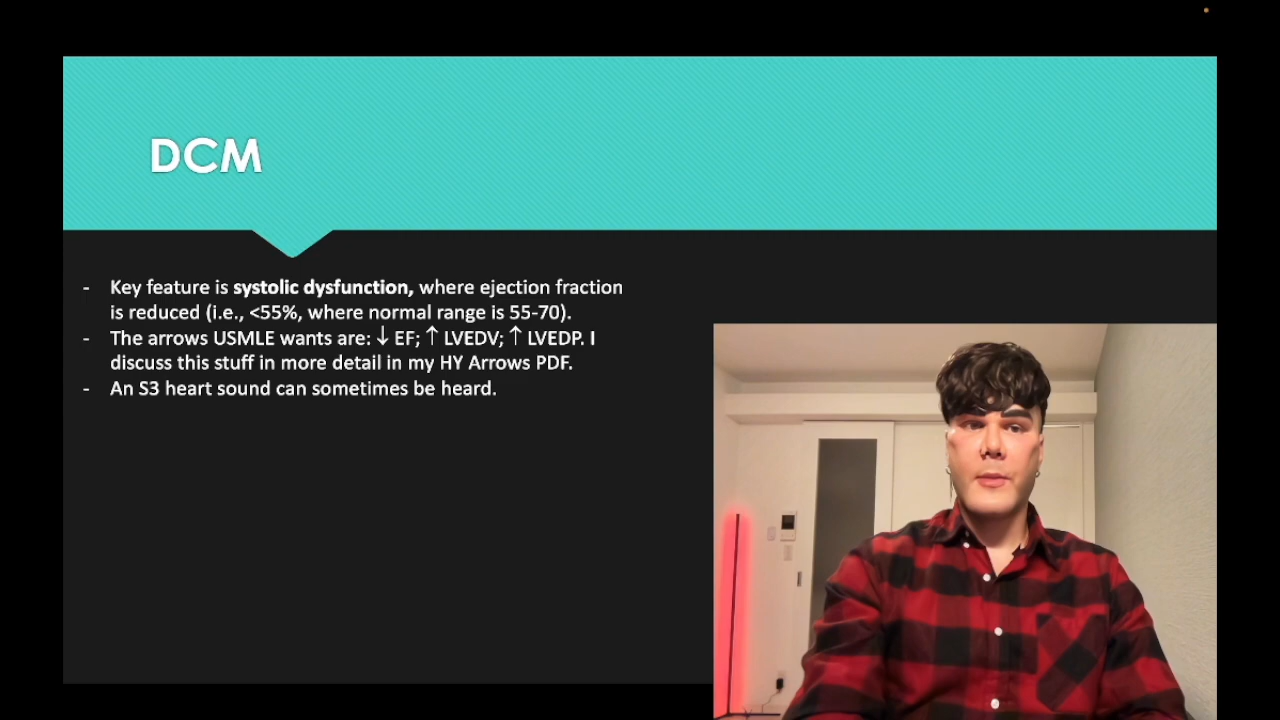 DCM
- Key feature is systolic dysfunction, where ejection fraction
is reduced (i.e., <55%, where normal range is 55-70).
- The arrows USMLE wants are: ↓ EF; ↑ LVEDV; ↑ LVEDP. I
discuss this stuff in more detail in my HY Arrows PDF.
- An S3 heart sound can sometimes be heard.